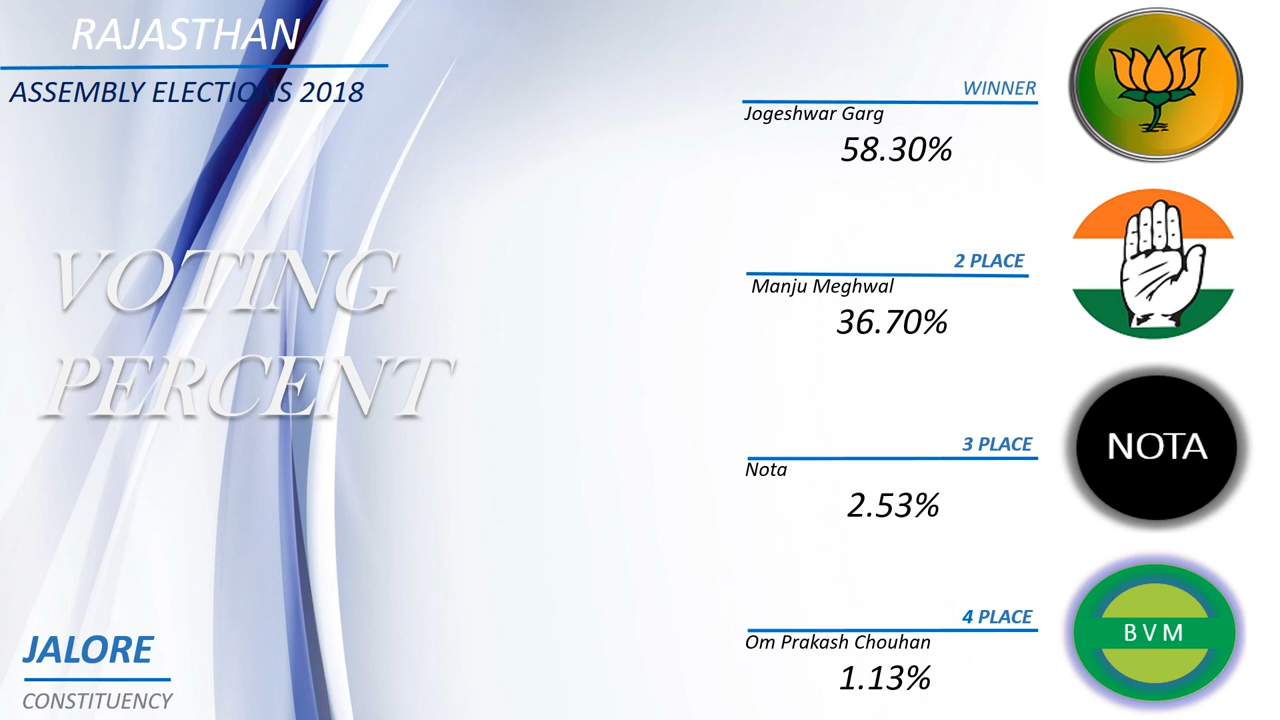 RAJASTHAN
ASSEMBLY ELECTIONS 2018
VOTING
PERCENT
JALORE
CONSTITUENCY
WINNER
Jogeshwar Garg
58.30%
2 PLACE
Manju Meghwal
36.70%
3 PLACE
Nota
2.53%
NOTA
4 PLACE
Om Prakash Chouhan
1.13%
BVM